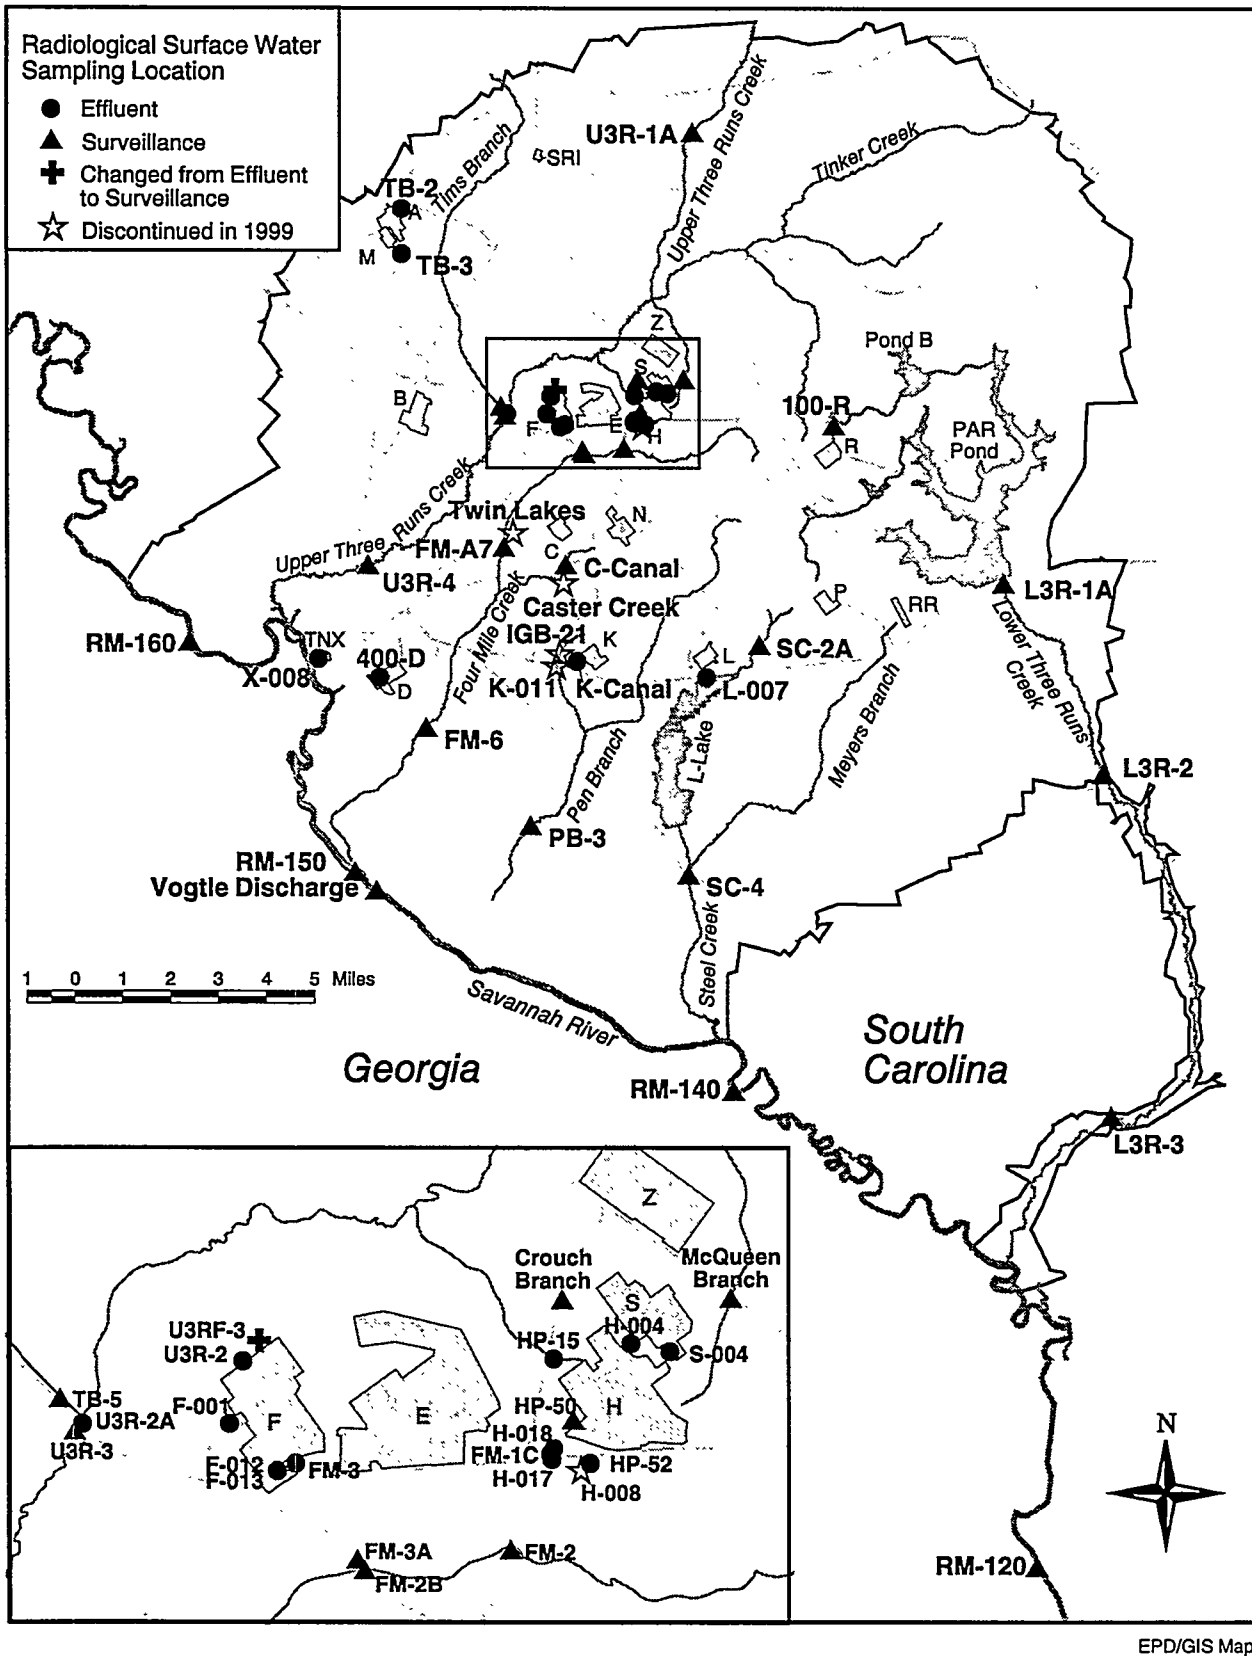 Radiological Surface Water
Sampling Location
Effluent
Surveillance
Changed from Effluent
to Surveillance
Discontinued in 1999
U3R-1A
Upper Three Runs Creek
Tinker Creek
SRI
Tims Branch
TB-2
A
M
TB-3
Z
S
Pond B
B
F
E
H
100-R
R
PAR
Pond
Upper Three Runs Creek
Twin Lakes
N
FM-A7
C
C-Canal
U3R-4
Caster Creek
L3R-1A
P
RR
RM-160
TNX
X-008
400-D
D
Four Mile Creek
IGB-21
K
K-011
K-Canal
L
SC-2A
L-007
Lower Three Runs
Creek
FM-6
Pen Branch
L-Lake
Meyers Branch
L3R-2
PB-3
RM-150
Vogtle Discharge
SC-4
1 0 1 2 3 4 5 Miles
Savannah River
Steel Creek
Georgia
South
Carolina
RM-140
L3R-3
Z
Crouch
Branch
McQueen
Branch
S
H-004
U3RF-3
U3R-2
HP-15
S-004
TB-5
U3R-2A
U3R-3
F-001
F
E
HP-50
H
H-018
FM-1C
H-017
HP-52
H-008
F-012
F-013
FM-3
FM-3A
FM-2B
FM-2
N
RM-120
EPD/GIS Map